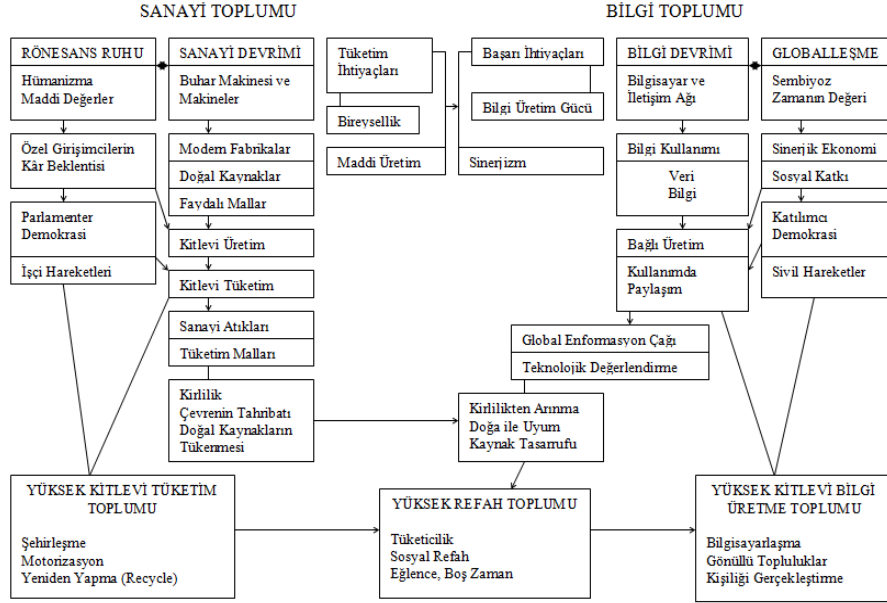 SANAYİ TOPLUMU
BİLGİ TOPLUMU
RÖNESANS RUHU
Hümanizma
Maddi Değerler
SANAYİ DEVRİMİ
Buhar Makinesi ve
Makineler
Tüketim
İhtiyaçları
Bireysellik
Maddi Üretim
Başarı İhtiyaçları
Bilgi Üretim Gücü
Sinerjizm
BİLGİ DEVRİMİ
Bilgisayar ve
İletişim Ağı
GLOBALLEŞME
Sembiyoz
Zamanın Değeri
Özel Girişimcilerin
Kâr Beklentisi
Modern Fabrikalar
Doğal Kaynaklar
Faydalı Mallar
Bilgi Kullanımı
Veri
Bilgi
Sinerjik Ekonomi
Sosyal Katkı
Parlamenter
Demokrasi
İşçi Hareketleri
Kitlevi Üretim
Kitlevi Tüketim
Bağlı Üretim
Kullanımda
Paylaşım
Katılımcı
Demokrasi
Sivil Hareketler
Sanayi Atıkları
Tüketim Malları
Global Enformasyon Çağı
Teknolojik Değerlendirme
Kirlilik
Çevrenin Tahribatı
Doğal Kaynakların
Tükenmesi
Kirlilikten Arınma
Doğa ile Uyum
Kaynak Tasarrufu
YÜKSEK KİTLEVİ TÜKETİM
TOPLUMU
Şehirleşme
Motorizasyon
Yeniden Yapma (Recycle)
YÜKSEK REFAH TOPLUMU
Tüketicilik
Sosyal Refah
Eğlence, Boş Zaman
YÜKSEK KİTLEVİ BİLGİ
ÜRETME TOPLUMU
Bilgisayarlaşma
Gönüllü Topluluklar
Kişiliği Gerçekleştirme